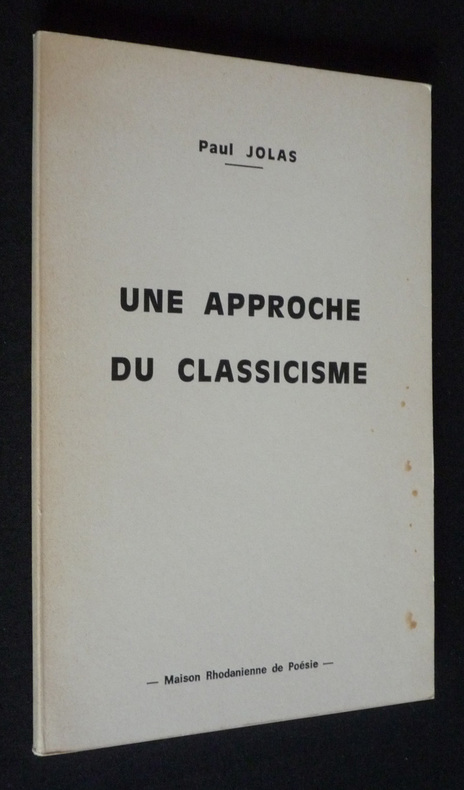 Paul JOLAS
UNE APPROCHE
DU CLASSICISME
— Maison Rhodanienne de Poésie —